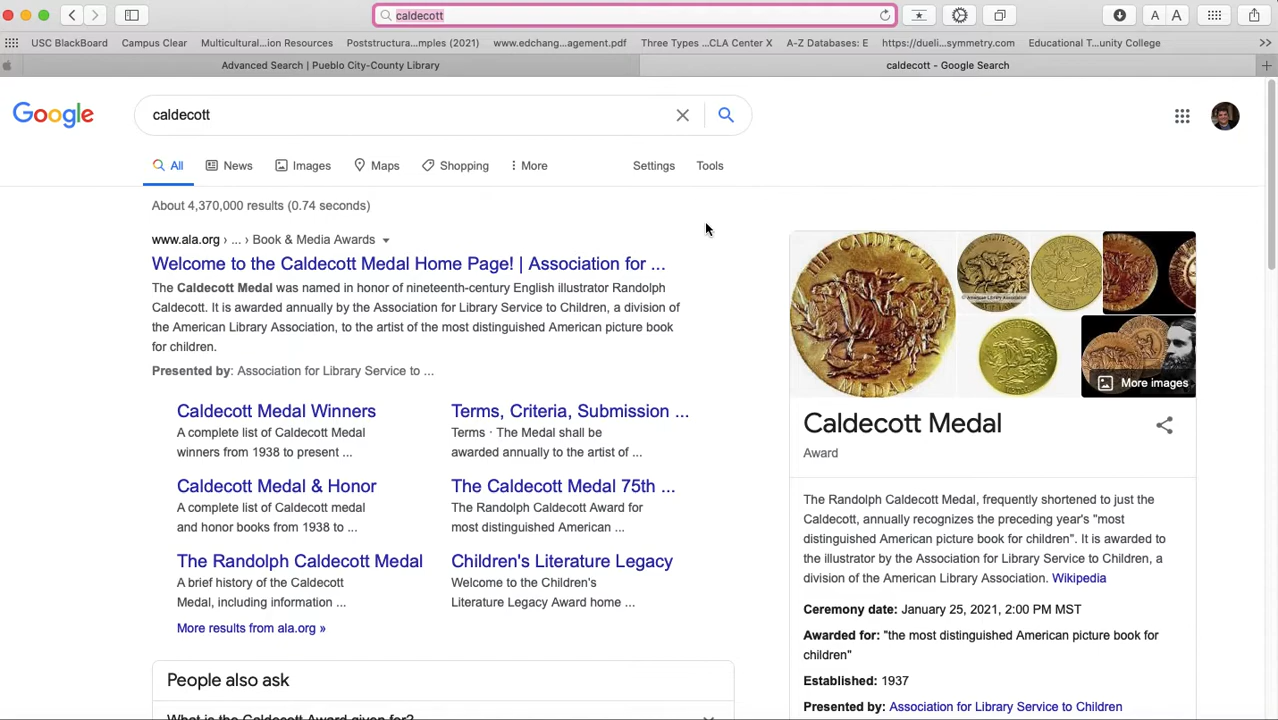 caldecott
A A
USC BlackBoard Campus Clear Multicultural...ion Resources Poststructura...mples (2021) www.edchang...agement.pdf Three Types ...CLA Center X A-Z Databases: E https://dueli...symmetry.com Educational T...unity College
Advanced Search | Pueblo City-County Library caldecott - Google Search
Google caldecott
All News Images Maps Shopping More Settings Tools
About 4,370,000 results (0.74 seconds)
www.ala.org › ... › Book & Media Awards
Welcome to the Caldecott Medal Home Page! | Association for ...
The Caldecott Medal was named in honor of nineteenth-century English illustrator Randolph
Caldecott. It is awarded annually by the Association for Library Service to Children, a division of
the American Library Association, to the artist of the most distinguished American picture book
for children.
Presented by: Association for Library Service to ...
Caldecott Medal Winners
A complete list of Caldecott Medal
winners from 1938 to present ...
Terms, Criteria, Submission ...
Terms · The Medal shall be
awarded annually to the artist of ...
Caldecott Medal & Honor
A complete list of Caldecott medal
and honor books from 1938 to ...
The Caldecott Medal 75th ...
The Randolph Caldecott Award for
most distinguished American ...
The Randolph Caldecott Medal
A brief history of the Caldecott
Medal, including information ...
Children's Literature Legacy
Welcome to the Children's
Literature Legacy Award home ...
More results from ala.org »
People also ask
What is the Caldecott Award given for?
THE CALDECOTT
MEDAL
More images
Caldecott Medal
Award
The Randolph Caldecott Medal, frequently shortened to just the
Caldecott, annually recognizes the preceding year's "most
distinguished American picture book for children". It is awarded to
the illustrator by the Association for Library Service to Children, a
division of the American Library Association. Wikipedia
Ceremony date: January 25, 2021, 2:00 PM MST
Awarded for: "the most distinguished American picture book for
children"
Established: 1937
Presented by: Association for Library Service to Children